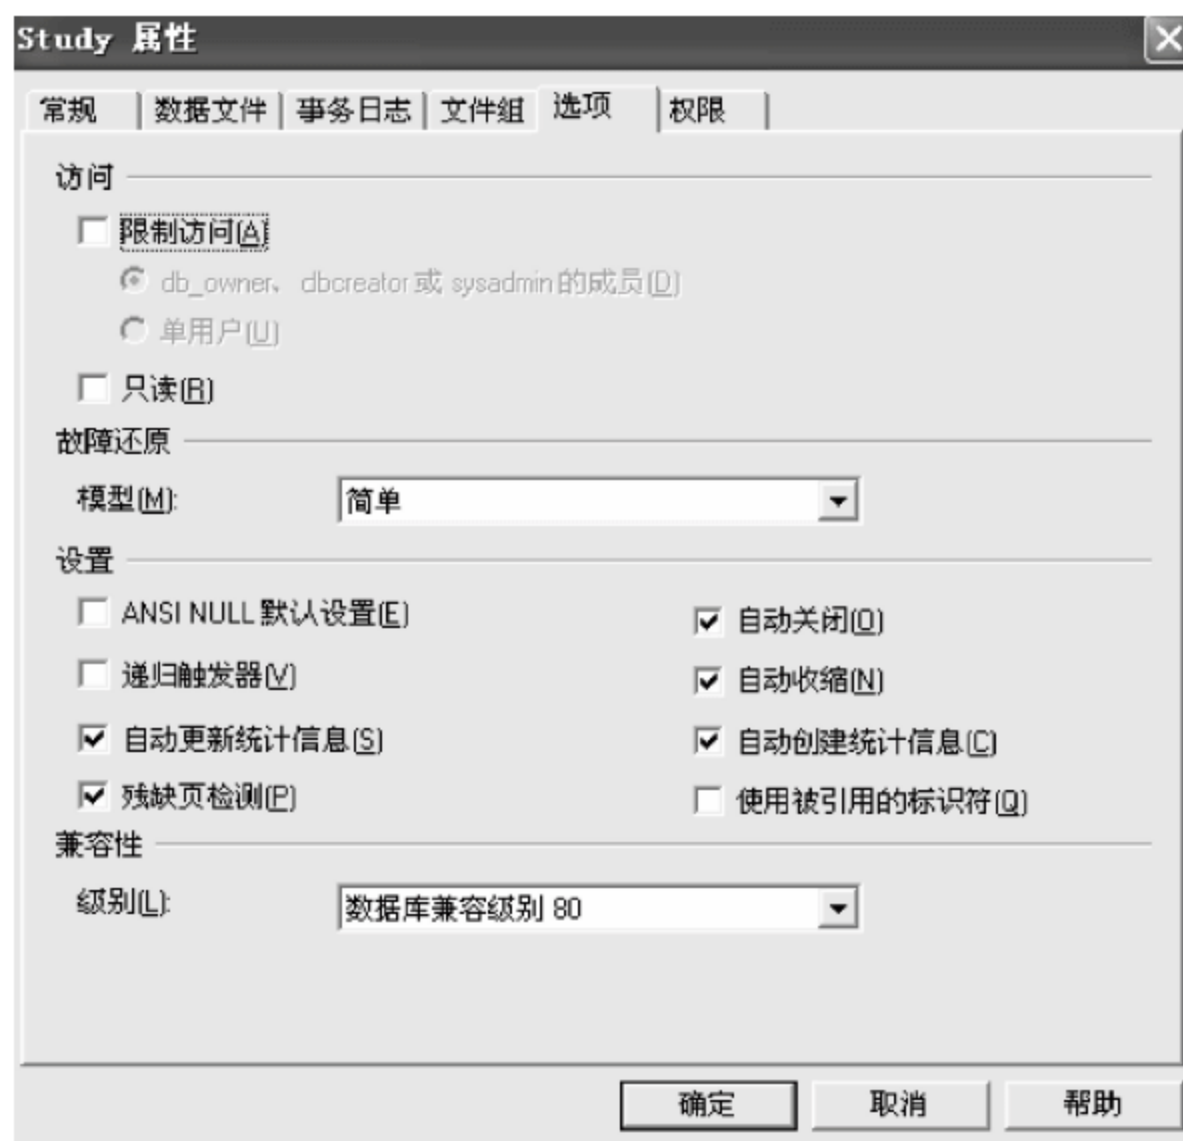 Study 属性
常规 数据文件 事务日志 文件组 选项 权限
访问
限制访问(A)
db_owner、dbcreator 或 sysadmin 的成员(D)
单用户(U)
只读(R)
故障还原
模型(M): 简单
设置
ANSI NULL 默认设置(E) 自动关闭(O)
递归触发器(V) 自动收缩(N)
自动更新统计信息(S) 自动创建统计信息(C)
残缺页检测(P) 使用被引用的标识符(Q)
兼容性
级别(L): 数据库兼容级别 80
确定 取消 帮助